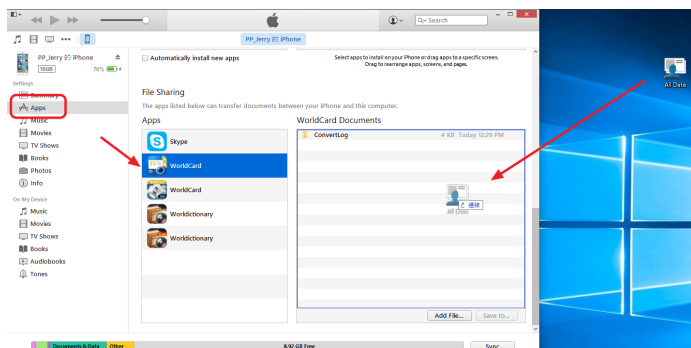 Search
PP_Jerry 的 iPhone
PP_Jerry 的 iPhone
16GB 76%
Automatically install new apps
Select apps to install on your iPhone or drag apps to a specific screen.
Drag to rearrange apps, screens, and pages.
All Data
Settings
Summary
Apps
Music
Movies
TV Shows
Books
Photos
Info
On My Device
Music
Movies
TV Shows
Books
Audiobooks
Tones
File Sharing
The apps listed below can transfer documents between your iPhone and this computer.
Apps
Skype
WorldCard
WorldCard
Worldictionary
Worldictionary
WorldCard Documents
ConvertLog 4 KB Today 12:29 PM
All Data
Add File... Save to...
Documents & Data Other 8.92 GB Free Sync